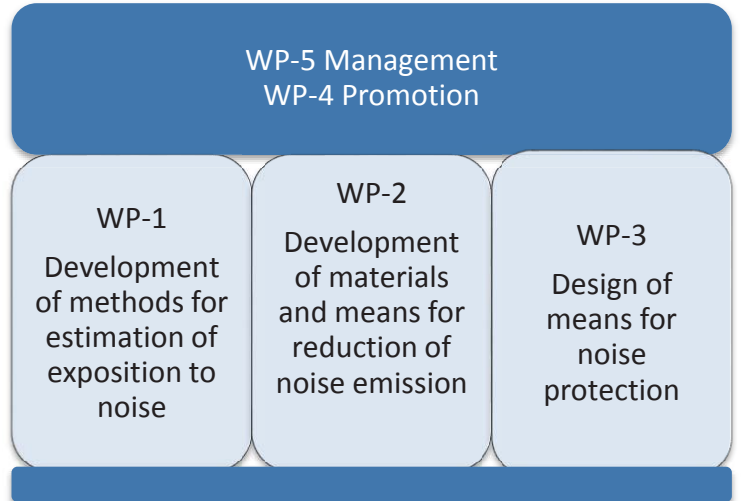 WP-5 Management
WP-4 Promotion
WP-1
Development
of methods for
estimation of
exposition to
noise
WP-2
Development
of materials
and means for
reduction of
noise emission
WP-3
Design of
means for
noise
protection